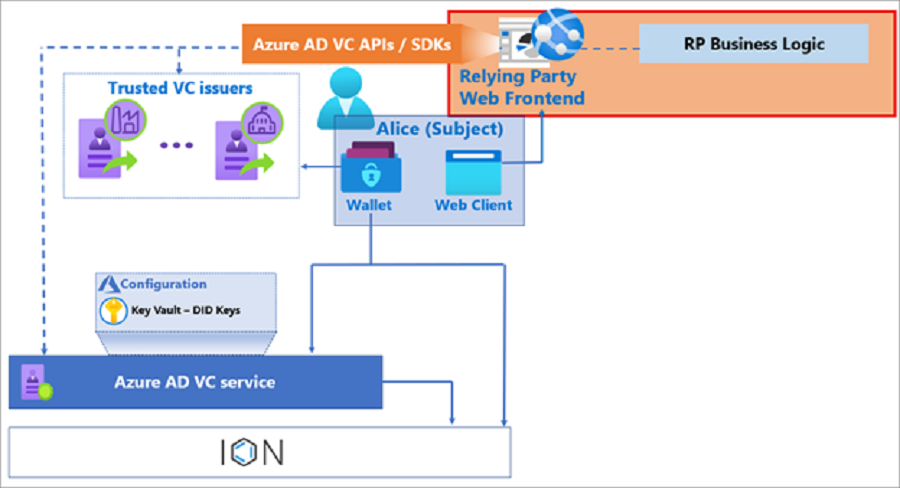 Azure AD VC APIs / SDKs
RP Business Logic
Relying Party
Web Frontend
Trusted VC issuers
Alice (Subject)
Wallet
Web Client
Configuration
Key Vault – DID Keys
Azure AD VC service
ION